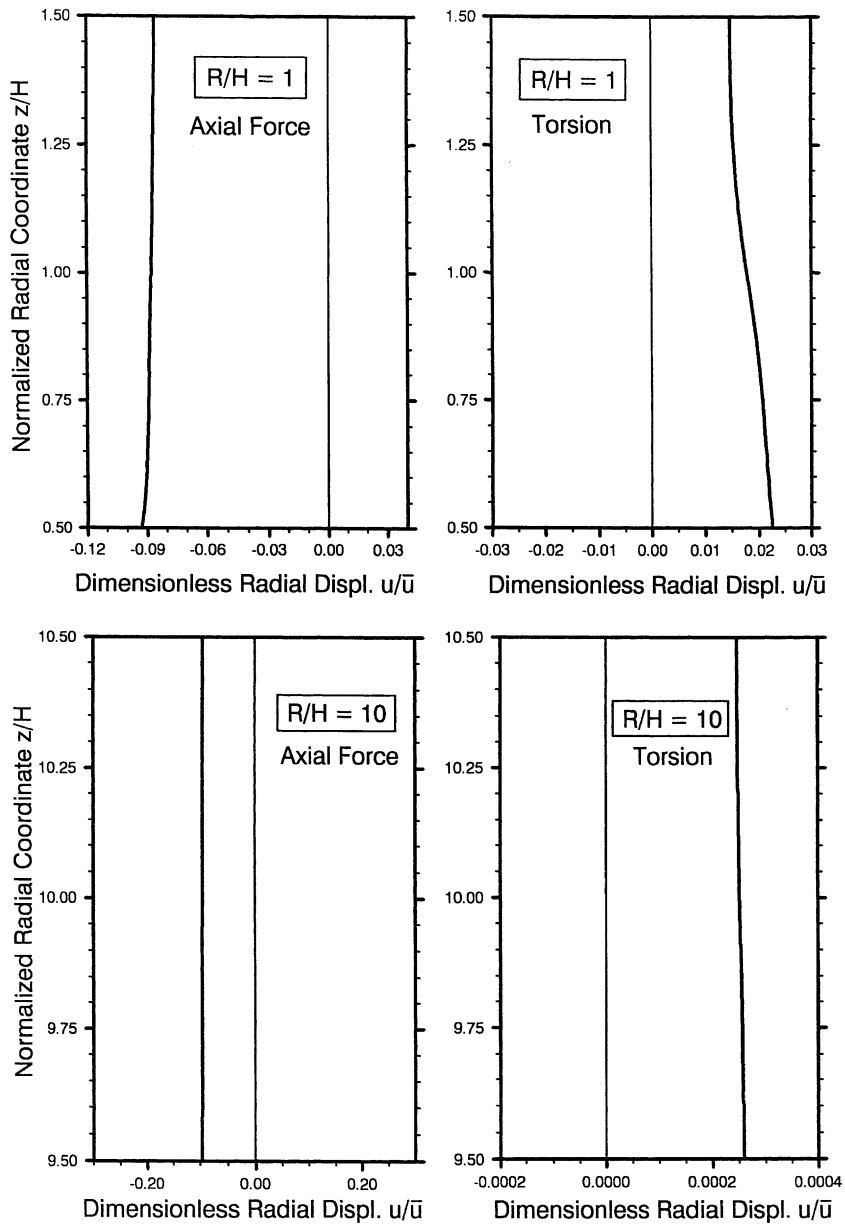 Normalized Radial Coordinate z/H
1.50
1.25
1.00
0.75
0.50
R/H = 1
Axial Force
-0.12 -0.09 -0.06 -0.03 0.00 0.03
Dimensionless Radial Displ. u/ū
1.50
1.25
1.00
0.75
0.50
R/H = 1
Torsion
-0.03 -0.02 -0.01 0.00 0.01 0.02 0.03
Dimensionless Radial Displ. u/ū
Normalized Radial Coordinate z/H
10.50
10.25
10.00
9.75
9.50
R/H = 10
Axial Force
-0.20 0.00 0.20
Dimensionless Radial Displ. u/ū
10.50
10.25
10.00
9.75
9.50
R/H = 10
Torsion
-0.0002 0.0000 0.0002 0.0004
Dimensionless Radial Displ. u/ū